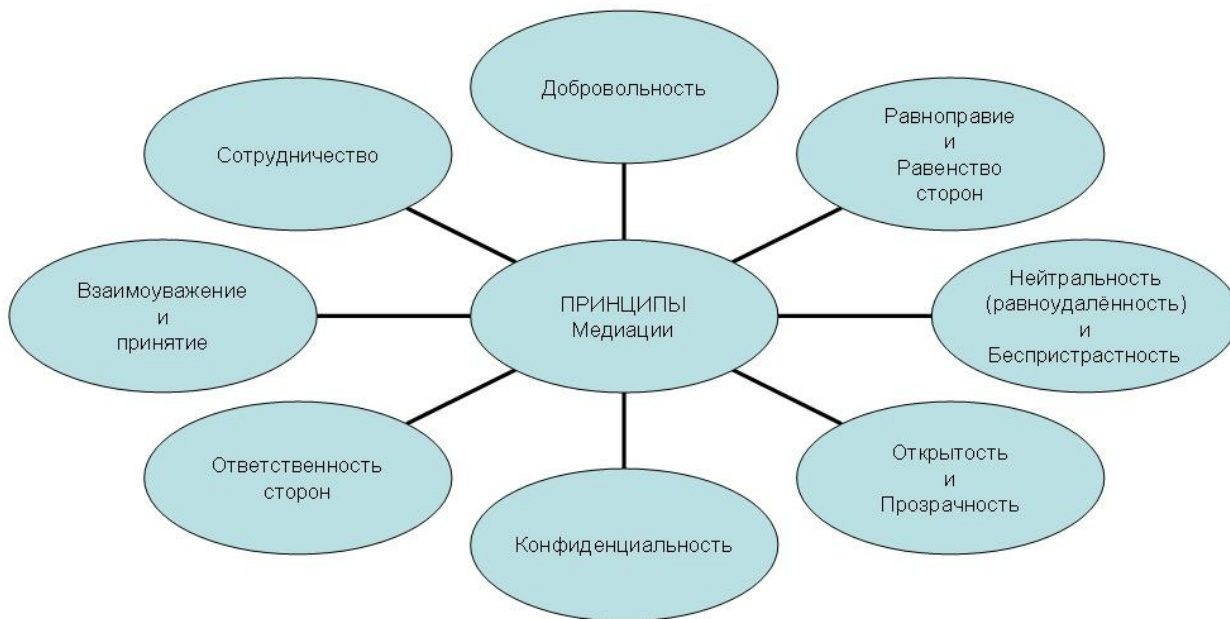 Добровольность
Сотрудничество
Равноправие
и
Равенство
сторон
Взаимоуважение
и
принятие
ПРИНЦИПЫ
Медиации
Нейтральность
(равноудалённость)
и
Беспристрастность
Ответственность
сторон
Открытость
и
Прозрачность
Конфиденциальность